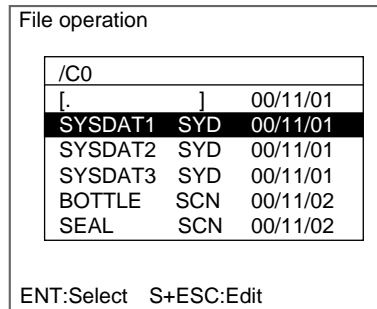 File operation
/C0
[. ] 00/11/01
SYSDAT1 SYD 00/11/01
SYSDAT2 SYD 00/11/01
SYSDAT3 SYD 00/11/01
BOTTLE SCN 00/11/02
SEAL SCN 00/11/02
ENT:Select S+ESC:Edit